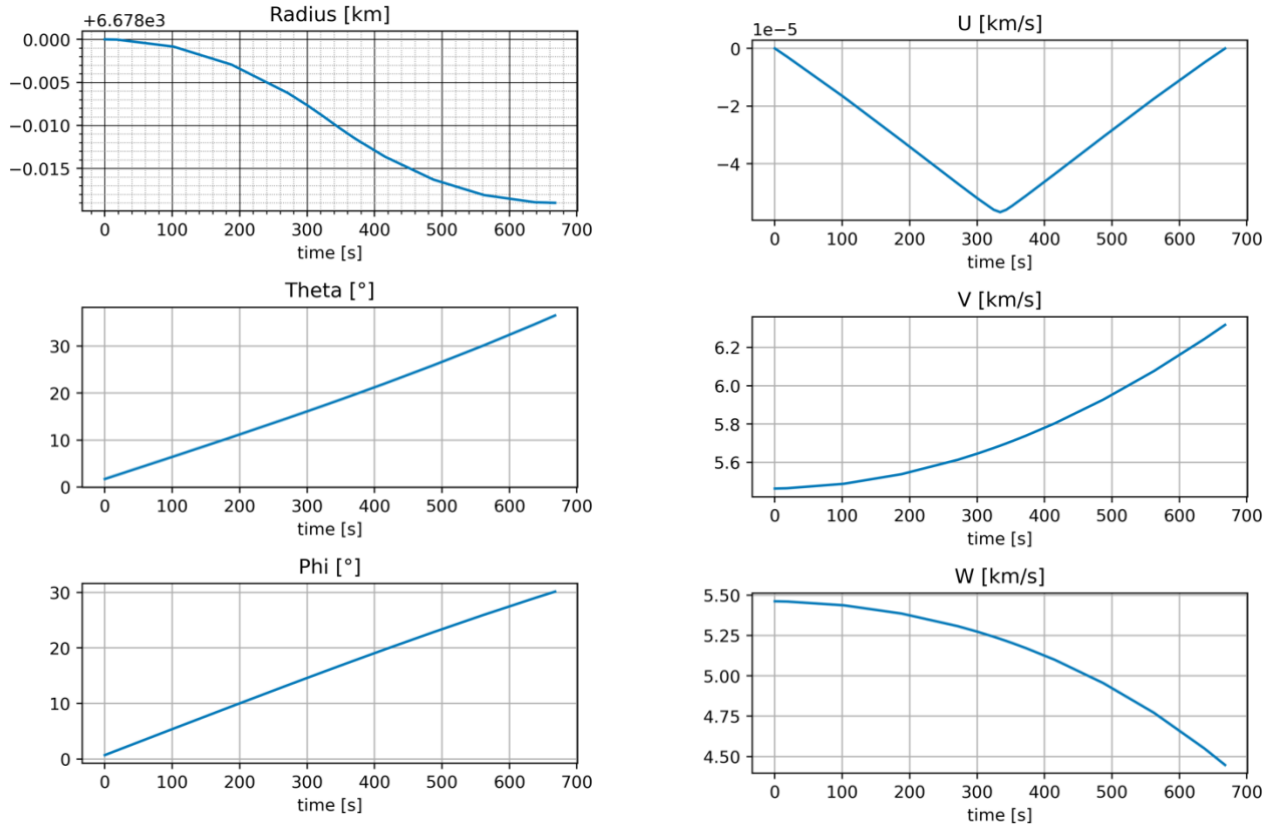 Radius [km]
+6.678e3
0.000
−0.005
−0.010
−0.015
0 100 200 300 400 500 600 700
time [s]
U [km/s]
1e−5
0
−2
−4
0 100 200 300 400 500 600 700
time [s]
Theta [°]
30
20
10
0
0 100 200 300 400 500 600 700
time [s]
V [km/s]
6.2
6.0
5.8
5.6
0 100 200 300 400 500 600 700
time [s]
Phi [°]
30
20
10
0
0 100 200 300 400 500 600 700
time [s]
W [km/s]
5.50
5.25
5.00
4.75
4.50
0 100 200 300 400 500 600 700
time [s]